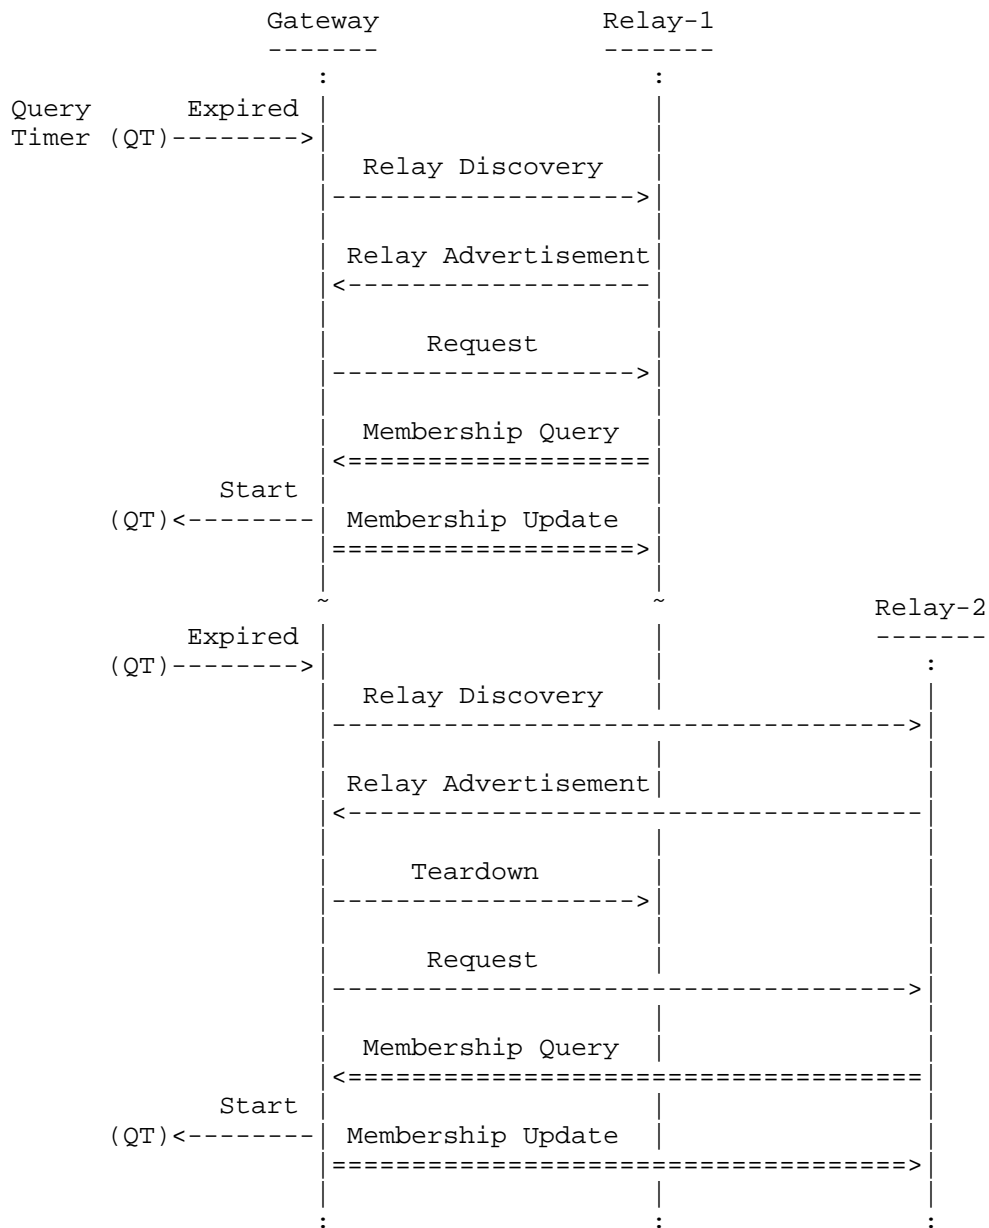 Gateway Relay-1
------- -------
: :
Query Expired |
Timer (QT)-------->|
Relay Discovery
|------------------->|
Relay Advertisement
|<-------------------|
Request
|------------------->|
Membership Query
|<===================|
Start
(QT)<--------| Membership Update
|===================>|
~ ~ Relay-2
Expired | -------
(QT)-------->| :
Relay Discovery
|------------------------------------>|
Relay Advertisement
|<------------------------------------|
Teardown
|------------------->|
Request
|------------------------------------>|
Membership Query
|<====================================|
Start
(QT)<--------| Membership Update
|====================================>|
: : :